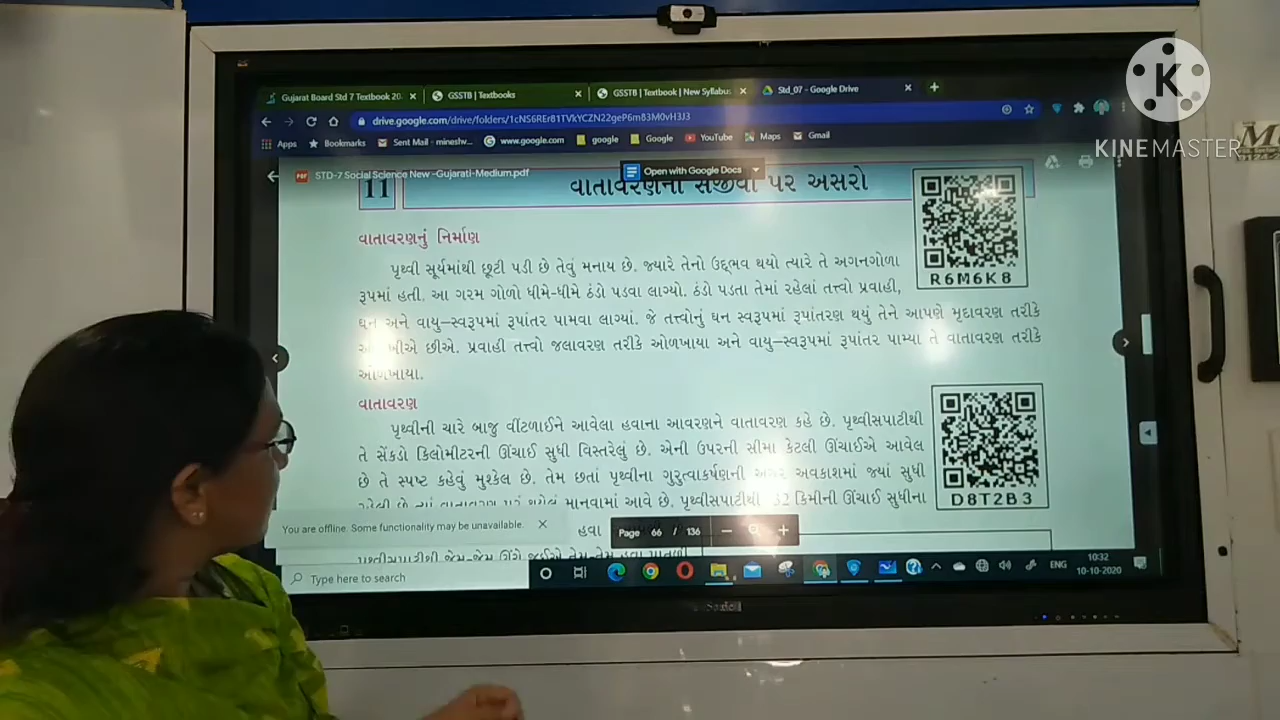 K
KINEMASTER
Gujarat Board Std 7 Textbook 20
GSSTB | Textbooks
GSSTB | Textbook | New Syllabus
Std_07 - Google Drive
drive.google.com/drive/folders/1cNS6REr81TVkYCZN22geP6m83M0vH3J3
Apps
Bookmarks
Sent Mail - mineshw...
www.google.com
google
Google
YouTube
Maps
Gmail
STD-7 Social Science New -Gujarati-Medium.pdf
Open with Google Docs
11 વાતાવરણની સજીવો પર અસરો
વાતાવરણનું નિર્માણ
પૃથ્વી સૂર્યમાંથી છૂટી પડી છે તેવું મનાય છે. જ્યારે તેનો ઉદ્દ્ભવ થયો ત્યારે તે અગનગોળા
રૂપમાં હતી. આ ગરમ ગોળો ધીમે-ધીમે ઠંડો પડવા લાગ્યો. ઠંડો પડતા તેમાં રહેલાં તત્ત્વો પ્રવાહી,
ઘન અને વાયુ-સ્વરૂપમાં રૂપાંતર પામવા લાગ્યાં. જે તત્ત્વોનું ઘન સ્વરૂપમાં રૂપાંતરણ થયું તેને આપણે મૃદાવરણ તરીકે
છીએ. પ્રવાહી તત્ત્વો જલાવરણ તરીકે ઓળખાયા અને વાયુ-સ્વરૂપમાં રૂપાંતર પામ્યા તે વાતાવરણ તરીકે
ઓળખાયા.
R6M6K8
વાતાવરણ
પૃથ્વીની ચારે બાજુ વીંટળાઈને આવેલા હવાના આવરણને વાતાવરણ કહે છે. પૃથ્વીસપાટીથી
તે સેંકડો કિલોમીટરની ઊંચાઈ સુધી વિસ્તરેલું છે. એની ઉપરની સીમા કેટલી ઊંચાઈએ આવેલ
છે તે સ્પષ્ટ કહેવું મુશ્કેલ છે. તેમ છતાં પૃથ્વીના ગુરુત્વાકર્ષણની અસર અવકાશમાં જ્યાં સુધી
માનવામાં આવે છે. પૃથ્વીસપાટીથી 32 કિમીની ઊંચાઈ સુધીના
D8T2B3
You are offline. Some functionality may be unavailable.
હવા
Page 66 / 136
પૃથ્વીસપાટીથી જેમ-જેમ ઊંચે જઈએ તેમ-તેમ હવા પાતળી
Type here to search
ENG
10:32
10-10-2020